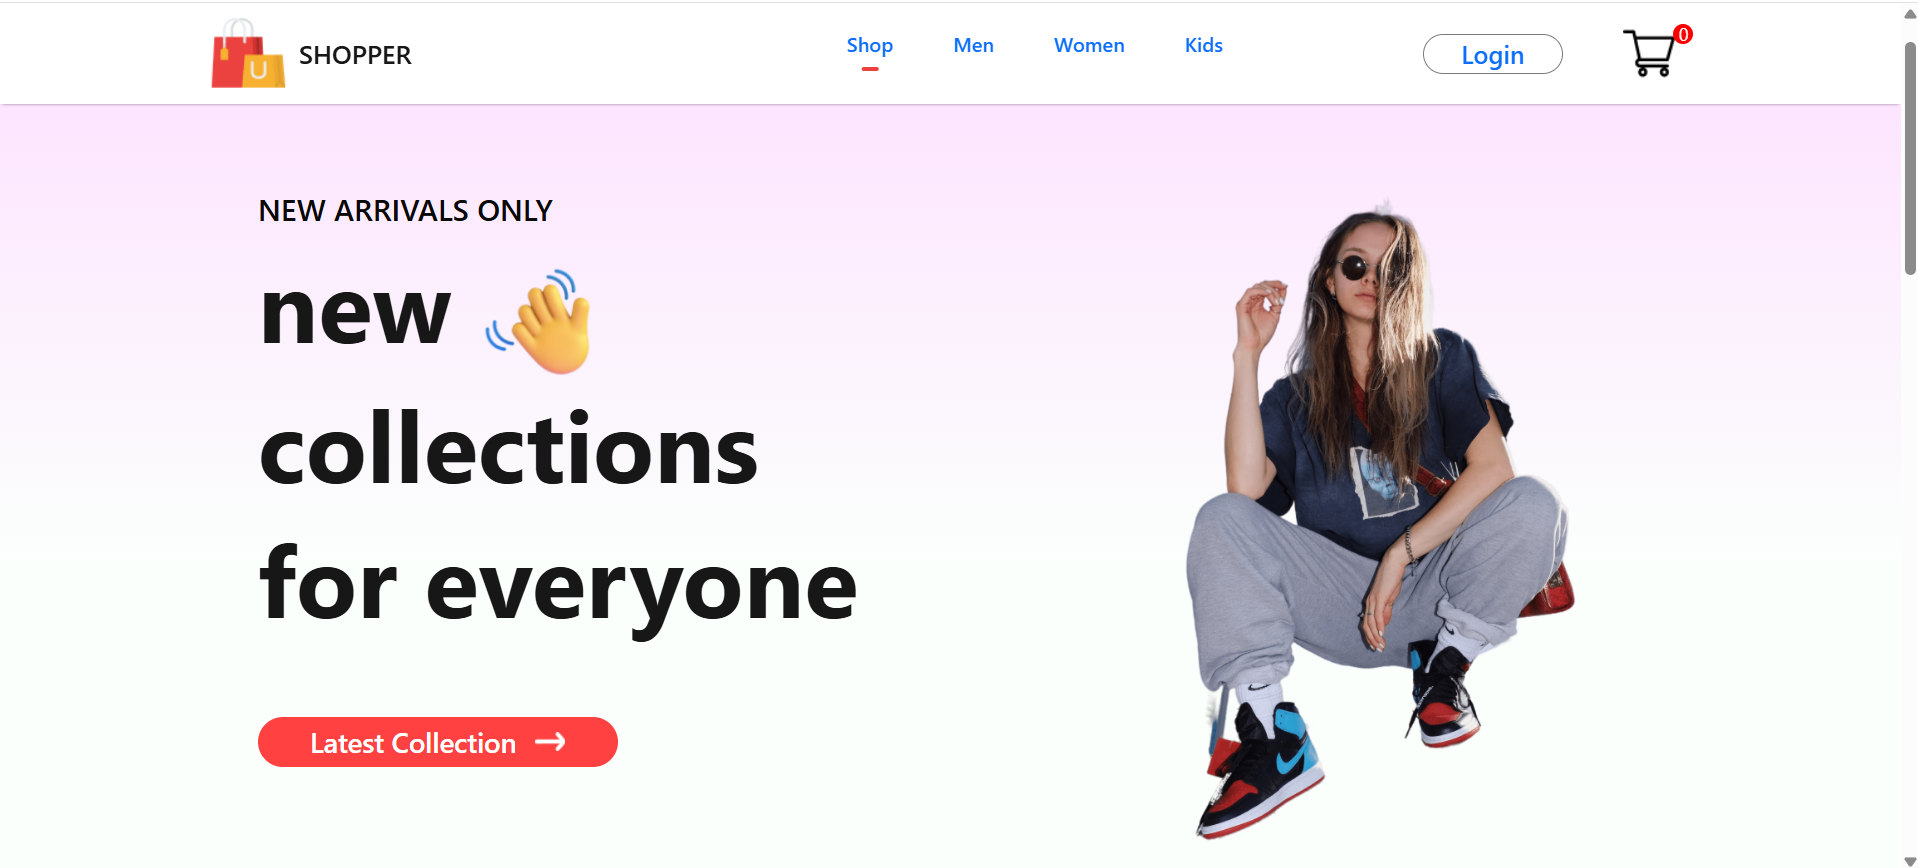 SHOPPER
Shop
Men
Women
Kids
Login
0
NEW ARRIVALS ONLY
new
collections
for everyone
Latest Collection